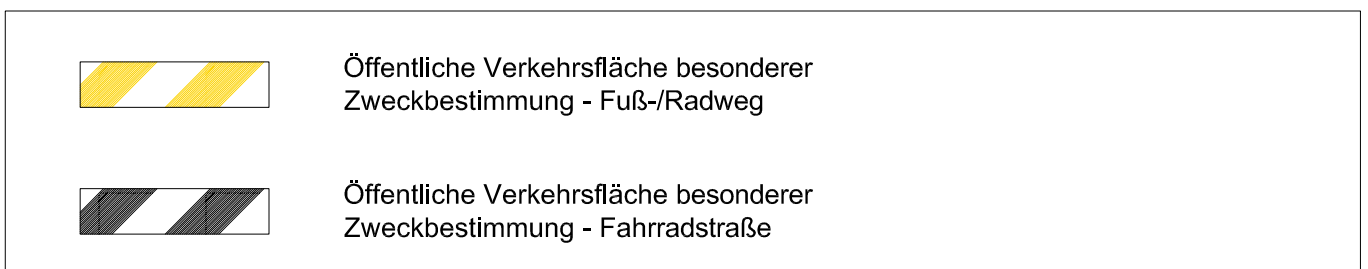 Öffentliche Verkehrsfläche besonderer
Zweckbestimmung - Fuß-/Radweg
Öffentliche Verkehrsfläche besonderer
Zweckbestimmung - Fahrradstraße